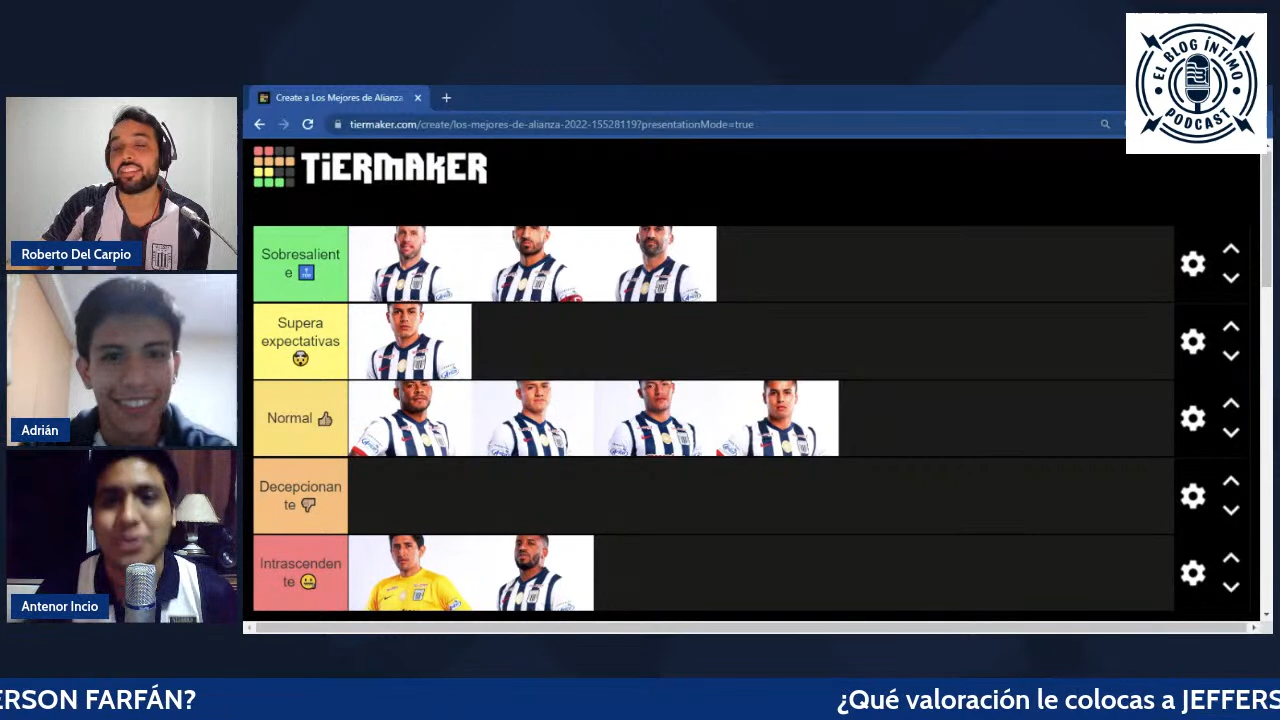 EL BLOG ÍNTIMO
PODCAST
Create a Los Mejores de Alianza
tiermaker.com/create/los-mejores-de-alianza-2022-15528119?presentationMode=true
TiERMAKER
Roberto Del Carpio
Adrián
Antenor Incio
Sobresalient
e TOP
Supera
expectativas
Normal
Decepcionan
te
Intrascenden
te
ERSON FARFÁN?
¿Qué valoración le colocas a JEFFERS